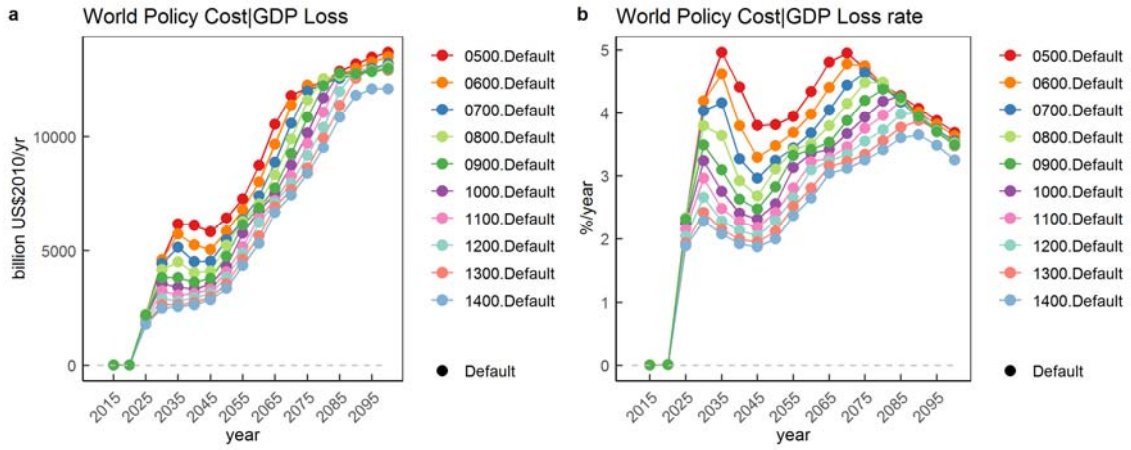 a World Policy Cost|GDP Loss
billion US$2010/yr
10000
5000
0
2015 2025 2035 2045 2055 2065 2075 2085 2095
year
0500.Default
0600.Default
0700.Default
0800.Default
0900.Default
1000.Default
1100.Default
1200.Default
1300.Default
1400.Default
Default
b World Policy Cost|GDP Loss rate
%/year
5
4
3
2
1
0
2015 2025 2035 2045 2055 2065 2075 2085 2095
year
0500.Default
0600.Default
0700.Default
0800.Default
0900.Default
1000.Default
1100.Default
1200.Default
1300.Default
1400.Default
Default